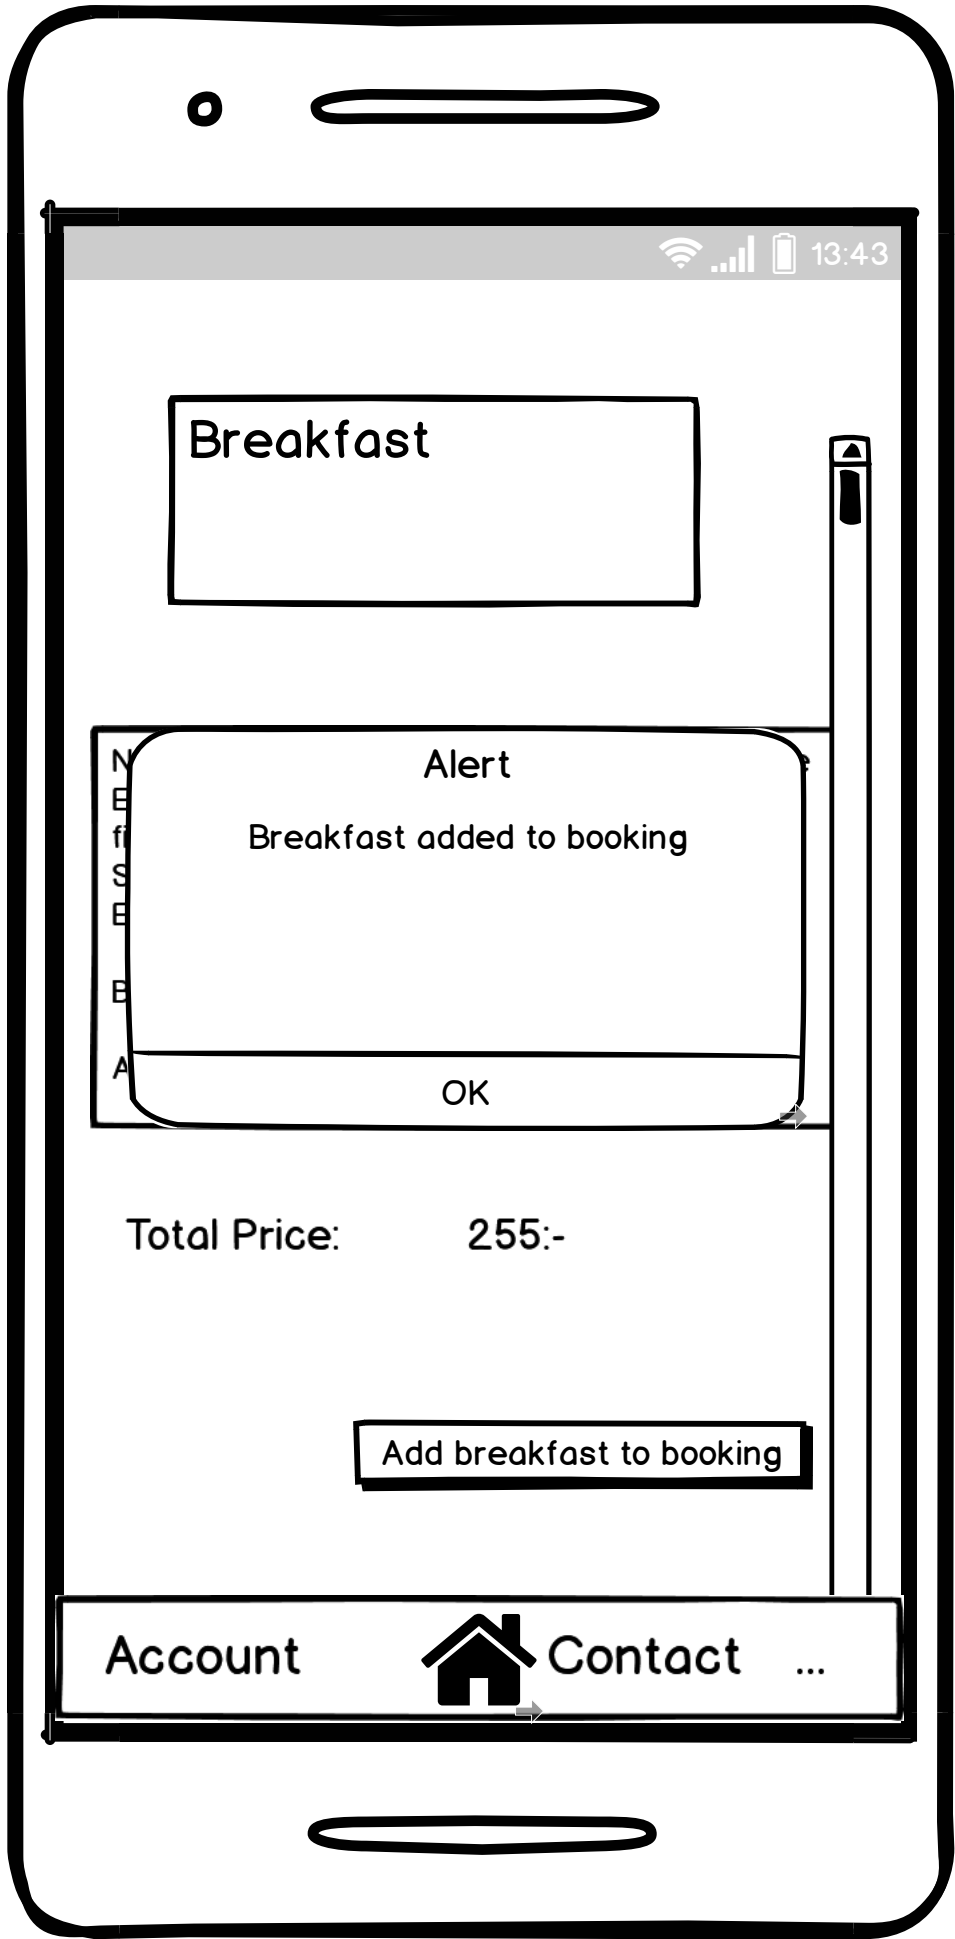 13:43
Breakfast
Alert
Breakfast added to booking
OK
Total Price: 255:-
Add breakfast to booking
Account Contact ...